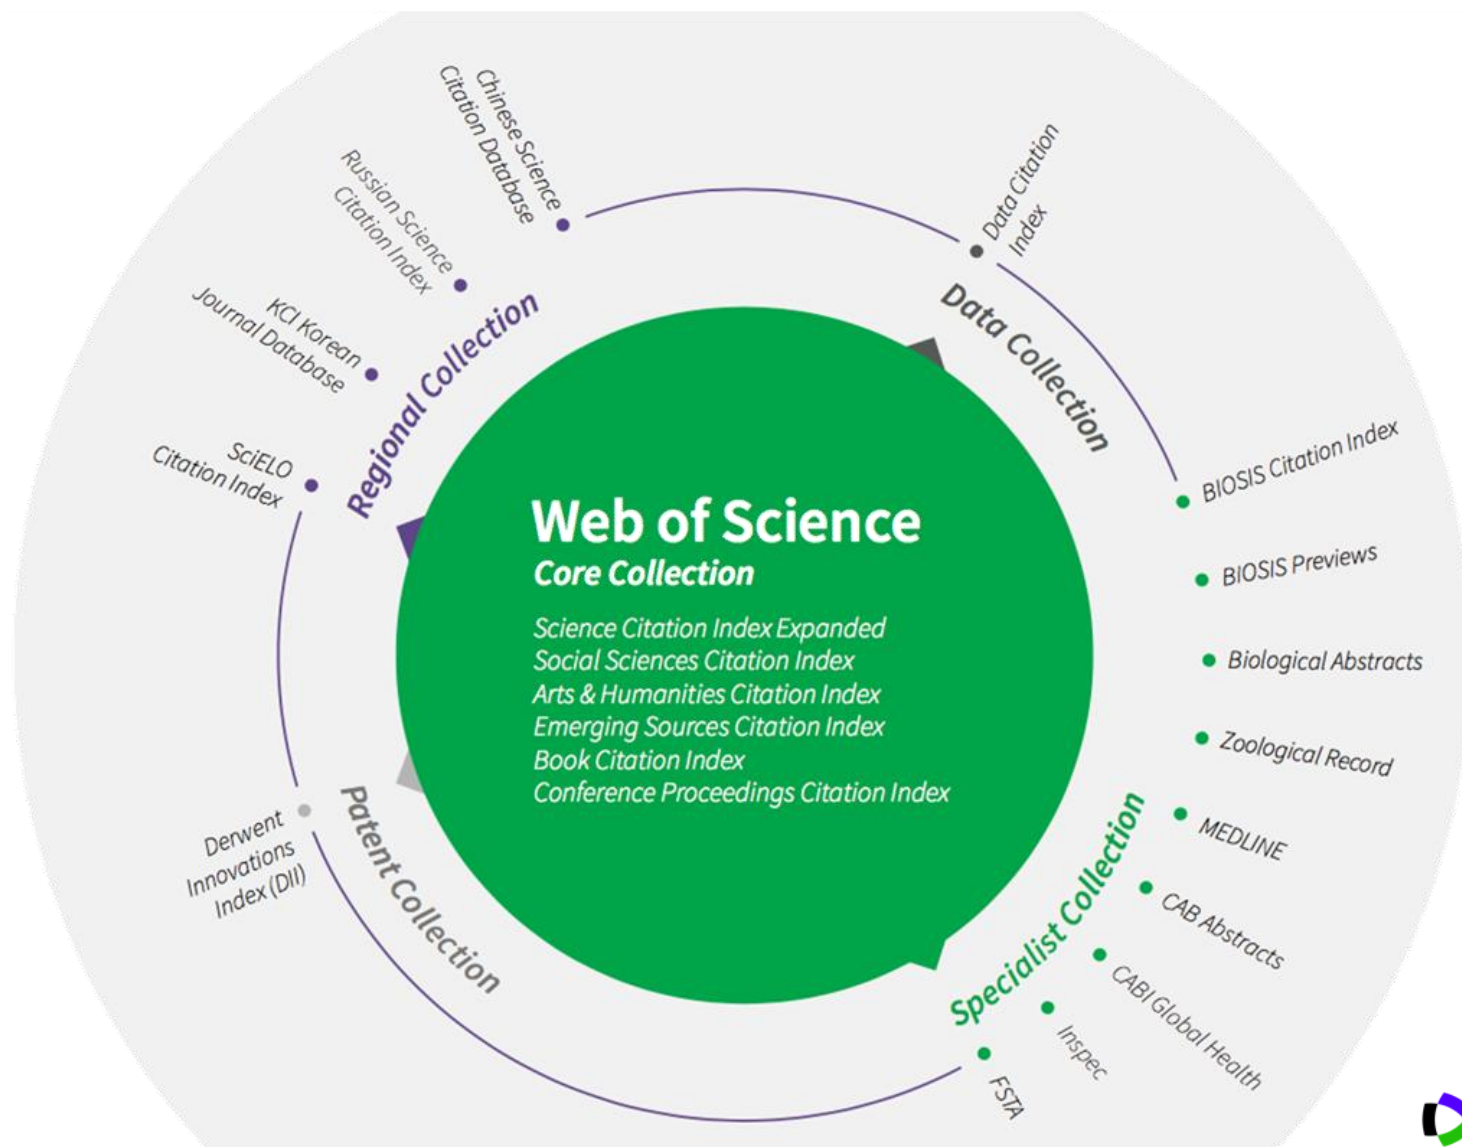 Chinese Science
Citation Database
Russian Science
Citation Index
KCI Korean
Journal Database
SciELO
Citation Index
Regional Collection
Data Citation
Index
Data Collection
Web of Science
Core Collection
Science Citation Index Expanded
Social Sciences Citation Index
Arts & Humanities Citation Index
Emerging Sources Citation Index
Book Citation Index
Conference Proceedings Citation Index
BIOSIS Citation Index
BIOSIS Previews
Biological Abstracts
Zoological Record
MEDLINE
CAB Abstracts
CABI Global Health
Inspec
FSTA
Specialist Collection
Derwent
Innovations
Index (DII)
Patent Collection